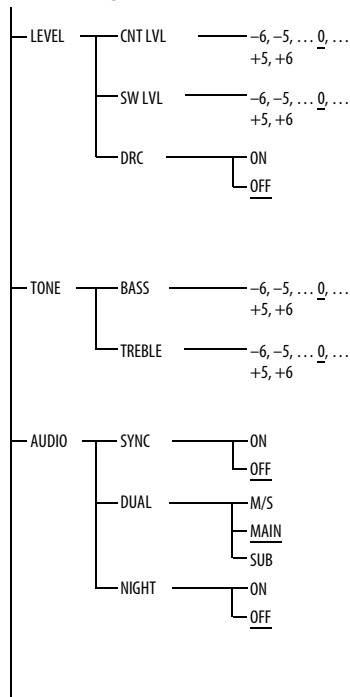 LEVEL CNT LVL –6, –5, … 0, …
+5, +6
SW LVL –6, –5, … 0, …
+5, +6
DRC ON
OFF
TONE BASS –6, –5, … 0, …
+5, +6
TREBLE –6, –5, … 0, …
+5, +6
AUDIO SYNC ON
OFF
DUAL M/S
MAIN
SUB
NIGHT ON
OFF